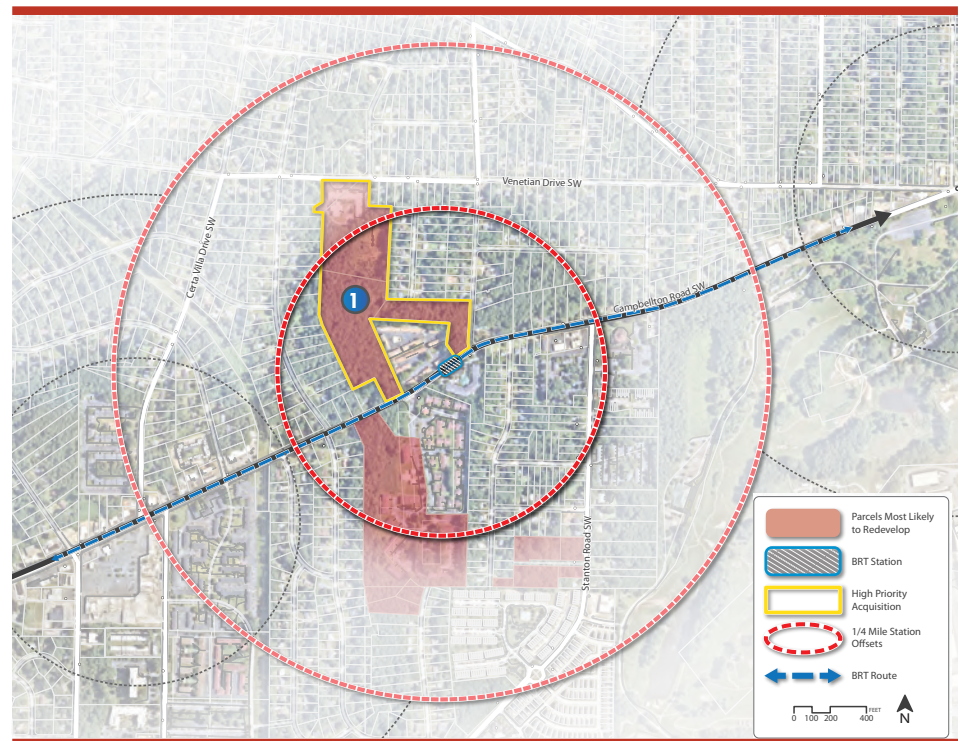 Venetian Drive SW
Certa Villa Drive SW
1
Campbellton Road SW
Stanton Road SW
Parcels Most Likely
to Redevelop
BRT Station
High Priority
Acquisition
1/4 Mile Station
Offsets
BRT Route
FEET
0 100 200 400
N